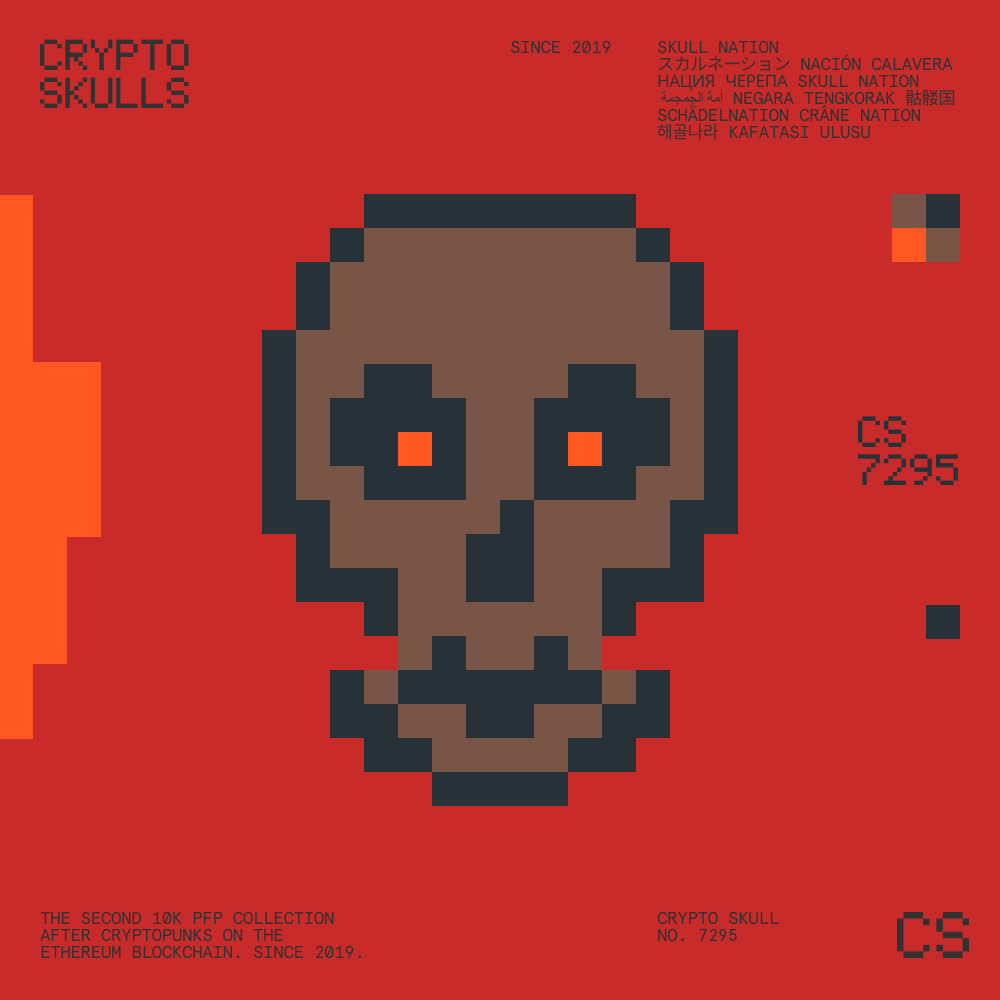 CRYPTO
SKULLS
SINCE 2019
SKULL NATION
スカルネーション NACIÓN CALAVERA
НАЦИЯ ЧЕРЕПА SKULL NATION
أمة الجمجمة NEGARA TENGKORAK 骷髅国
SCHÄDELNATION CRÂNE NATION
해골나라 KAFATASI ULUSU
CS
7295
THE SECOND 10K PFP COLLECTION
AFTER CRYPTOPUNKS ON THE
ETHEREUM BLOCKCHAIN. SINCE 2019.
CRYPTO SKULL
NO. 7295
CS